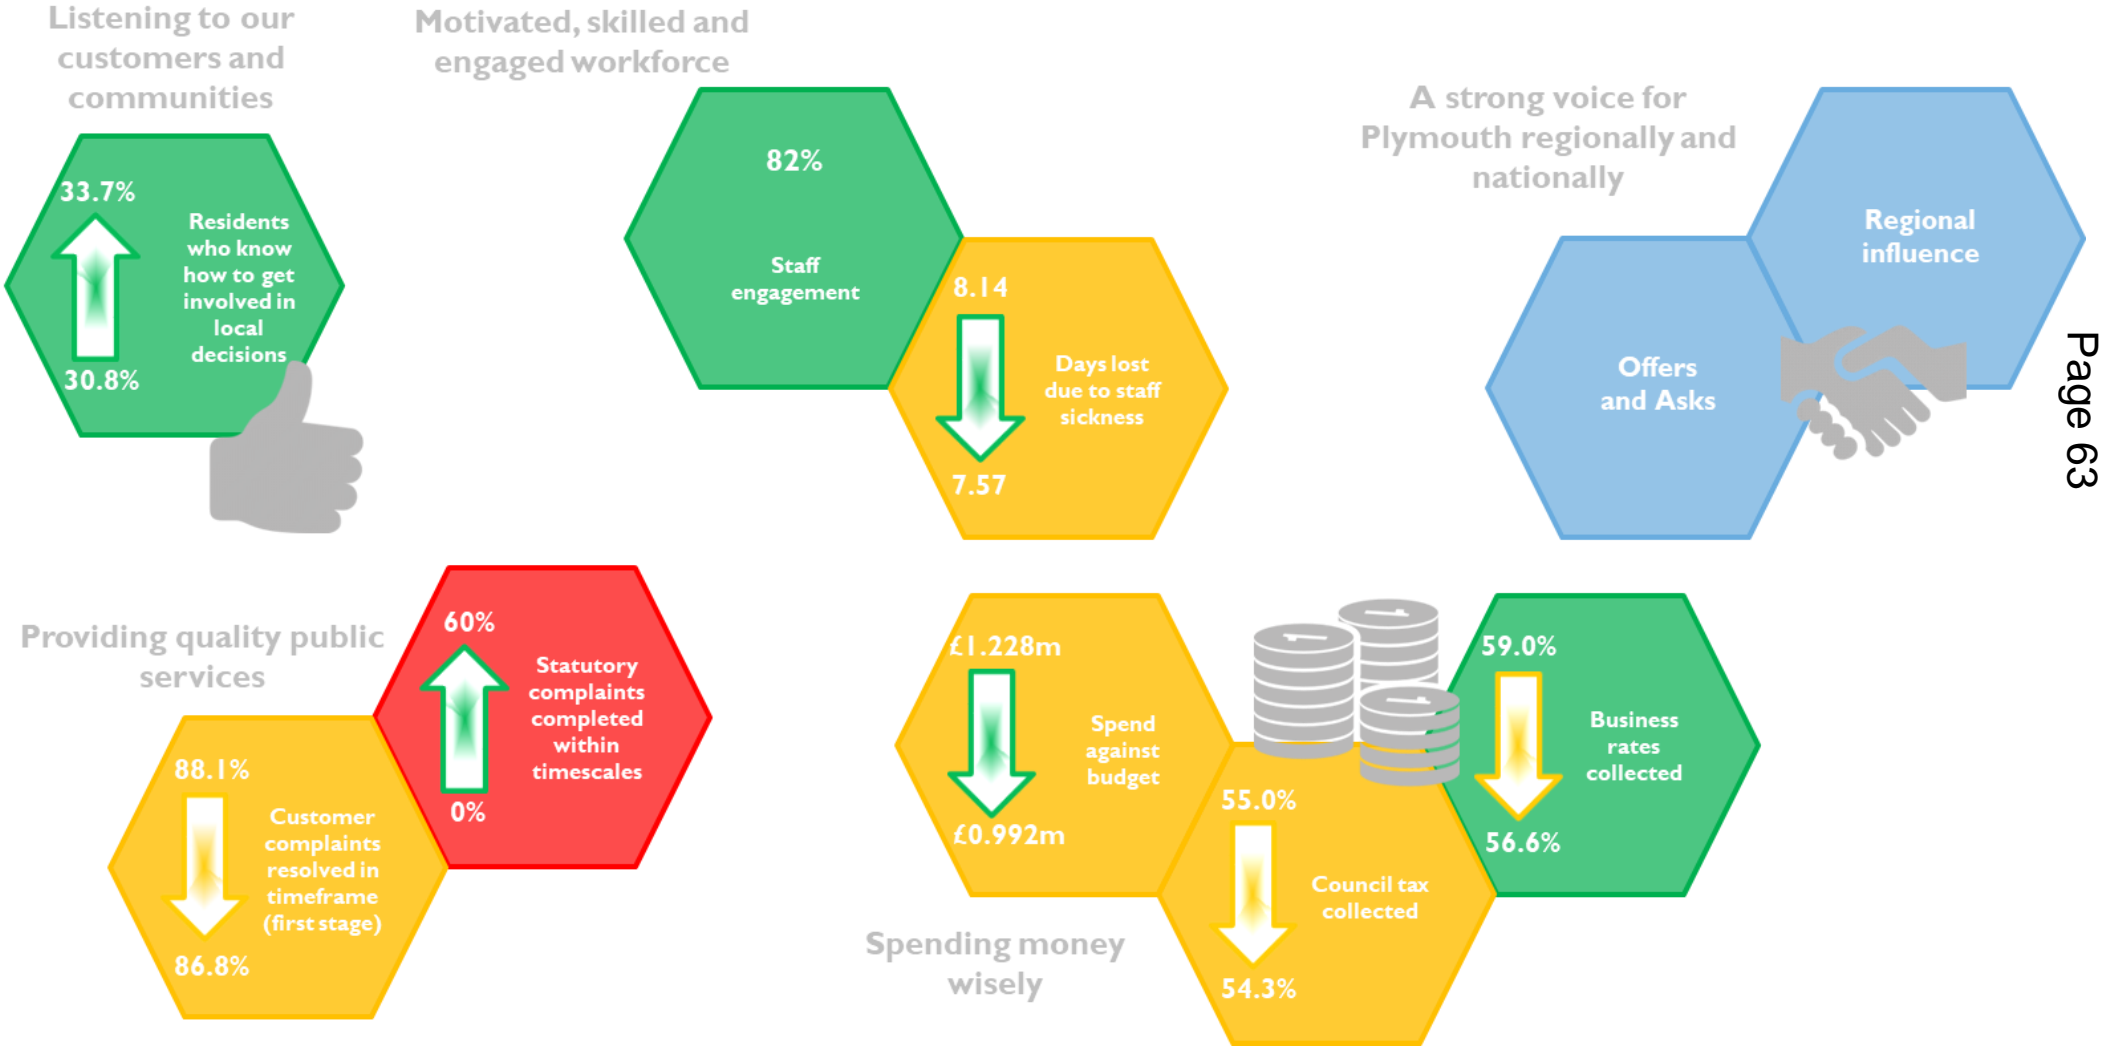 Listening to our
customers and
communities
33.7%
Residents
who know
how to get
involved in
local
decisions
30.8%
Motivated, skilled and
engaged workforce
82%
Staff
engagement
8.14
Days lost
due to staff
sickness
7.57
A strong voice for
Plymouth regionally and
nationally
Regional
influence
Offers
and Asks
Page 63
Providing quality public
services
60%
Statutory
complaints
completed
within
timescales
0%
88.1%
Customer
complaints
resolved in
timeframe
(first stage)
86.8%
£1.228m
Spend
against
budget
£0.992m
55.0%
Council tax
collected
54.3%
59.0%
Business
rates
collected
56.6%
Spending money
wisely